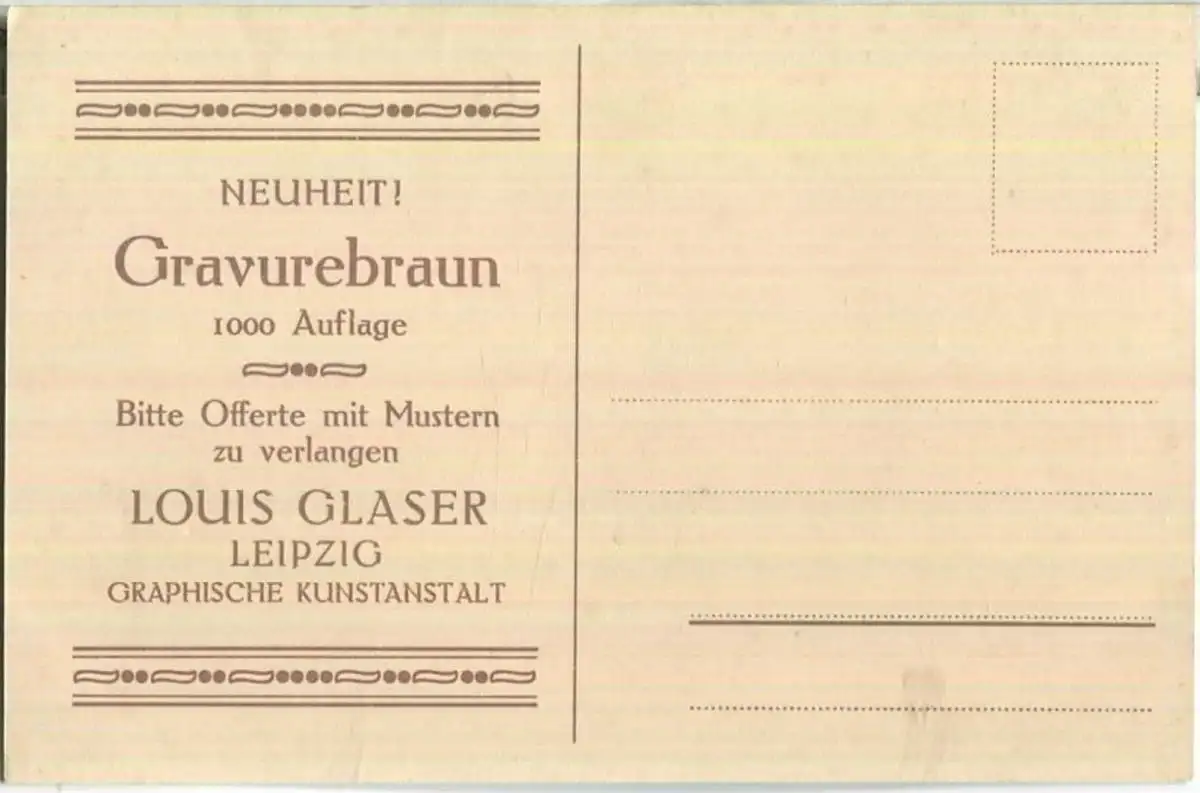 NEUHEIT!
Gravurebraun
1000 Auflage
Bitte Offerte mit Mustern
zu verlangen
LOUIS GLASER
LEIPZIG
GRAPHISCHE KUNSTANSTALT